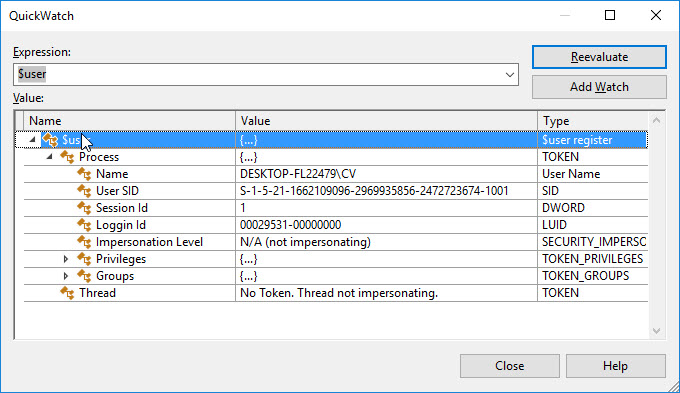 QuickWatch
Expression:
$user
Reevaluate
Add Watch
Value:
Name Value Type
$us {...} $user register
Process {...} TOKEN
Name DESKTOP-FL22479\CV User Name
User SID S-1-5-21-1662109096-2969935856-2472723674-1001 SID
Session Id 1 DWORD
Loggin Id 00029531-00000000 LUID
Impersonation Level N/A (not impersonating) SECURITY_IMPERSO
Privileges {...} TOKEN_PRIVILEGES
Groups {...} TOKEN_GROUPS
Thread No Token. Thread not impersonating. TOKEN
Close Help